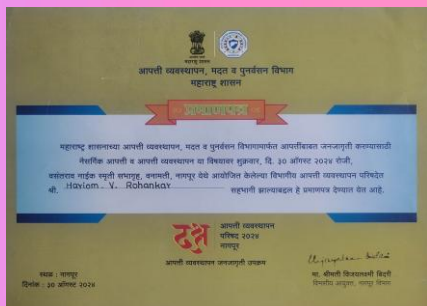 महाराष्ट्र शासन
आपत्ती व्यवस्थापन, मदत व पुनर्वसन विभाग
महाराष्ट्र शासन
प्रमाणपत्र
महाराष्ट्र शासनाच्या आपत्ती व्यवस्थापन, मदत व पुनर्वसन विभागामार्फत आपत्तीबाबत जनजागृती करण्यासाठी
नैसर्गिक आपत्ती व आपत्ती व्यवस्थापन या विषयावर शुक्रवार, दि. ३० ऑगस्ट २०२४ रोजी,
वसंतराव नाईक स्मृती सभागृह, वनामती, नागपूर येथे आयोजित केलेल्या विभागीय आपत्ती व्यवस्थापन परिषदेत
श्री. Hariom. V. Rohankar सहभागी झाल्याबद्दल हे प्रमाणपत्र देण्यात येत आहे.
दक्ष
आपत्ती व्यवस्थापन
परिषद २०२४
नागपूर
आपत्ती व्यवस्थापन जनजागृती उपक्रम
स्थळ : नागपूर
दिनांक : ३० ऑगस्ट २०२४
मा. श्रीमती विजयलक्ष्मी बिदरी
विभागीय आयुक्त, नागपूर विभाग